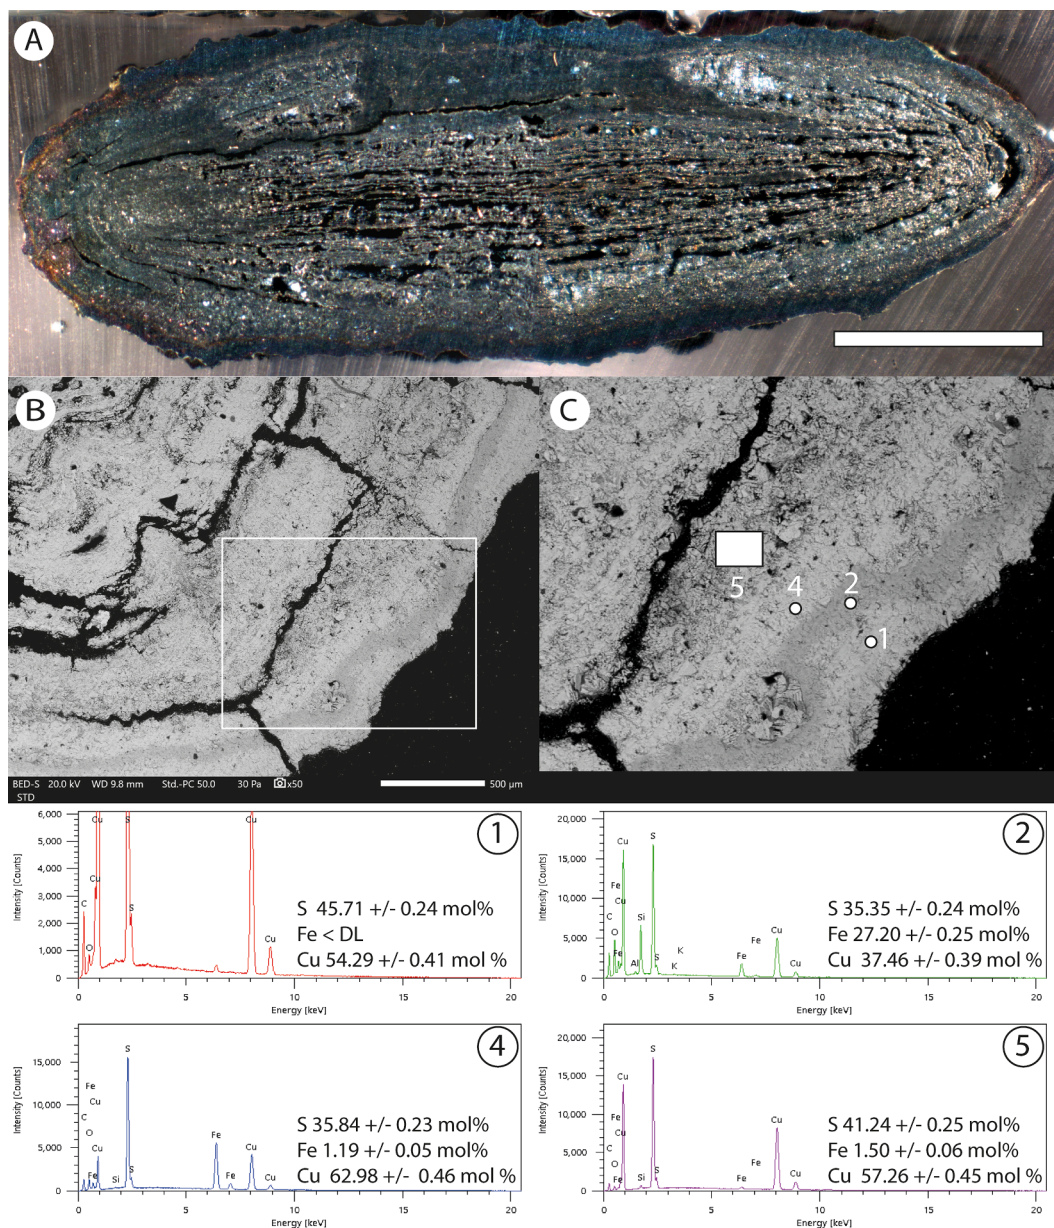 A
B
C
5
4
2
1
BED-S 20.0 kV WD 9.8 mm Std.-PC 50.0 30 Pa x50 500 µm
STD
1
6,000
5,000
4,000
3,000
2,000
1,000
0
Intensity [Counts]
C
O
Cu
Cu
S
S
Cu
Cu
S 45.71 +/- 0.24 mol%
Fe < DL
Cu 54.29 +/- 0.41 mol %
0 5 10 15 20
Energy [keV]
2
20,000
15,000
10,000
5,000
0
Intensity [Counts]
Cu
S
Fe
Cu
C
O
Fe
Si
Al
S
K
K
Fe
Fe
Cu
Cu
S 35.35 +/- 0.24 mol%
Fe 27.20 +/- 0.25 mol%
Cu 37.46 +/- 0.39 mol%
0 5 10 15 20
Energy [keV]
4
15,000
10,000
5,000
0
Intensity [Counts]
S
Fe
Cu
C
O
Cu
Fe
Si
S
Fe
Fe
Cu
Cu
S 35.84 +/- 0.23 mol%
Fe 1.19 +/- 0.05 mol%
Cu 62.98 +/- 0.46 mol %
0 5 10 15 20
Energy [keV]
5
20,000
15,000
10,000
5,000
0
Intensity [Counts]
S
Cu
Fe
Cu
C
O
Fe
Si
S
Fe
Fe
Cu
Cu
S 41.24 +/- 0.25 mol%
Fe 1.50 +/- 0.06 mol%
Cu 57.26 +/- 0.45 mol%
0 5 10 15 20
Energy [keV]